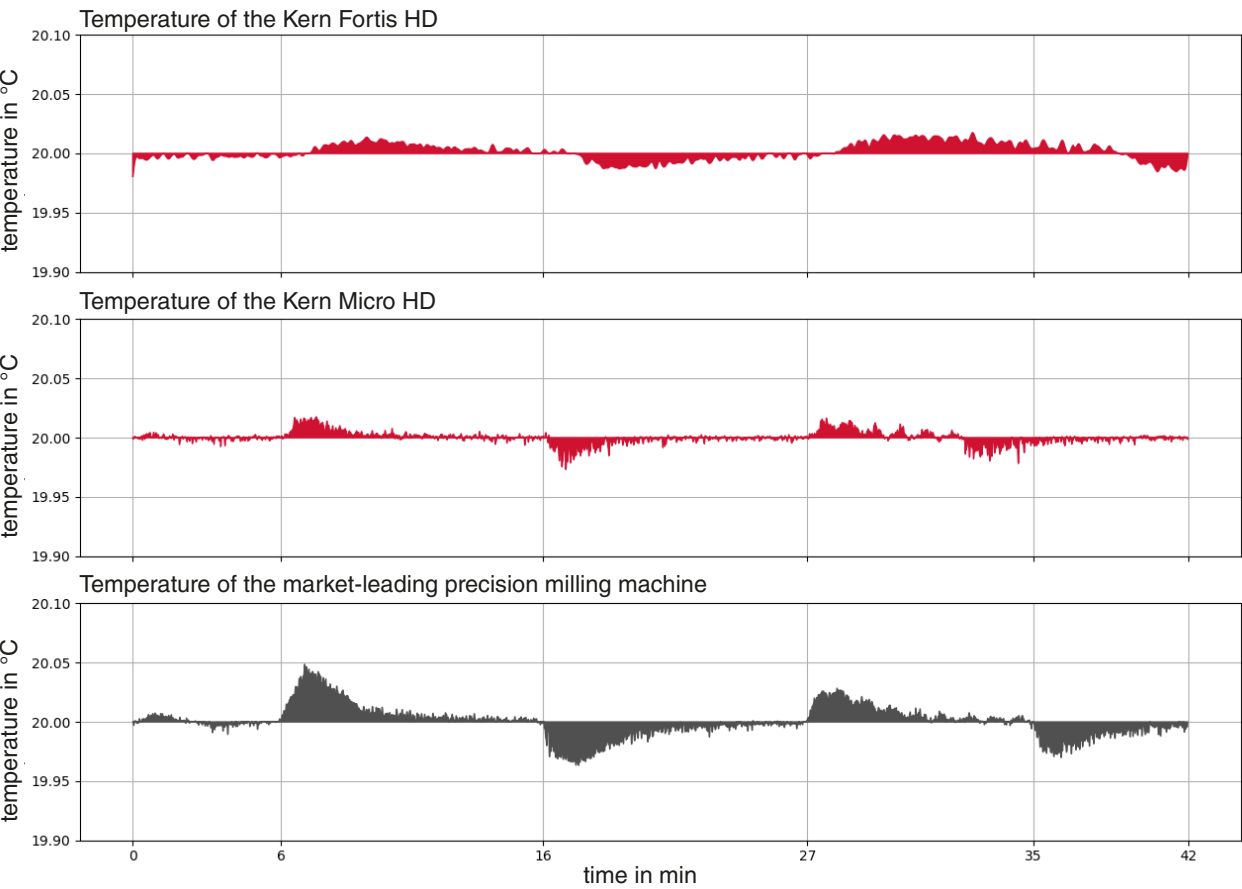 Temperature of the Kern Fortis HD
20.10
20.05
20.00
19.95
19.90
temperature in °C
Temperature of the Kern Micro HD
20.10
20.05
20.00
19.95
19.90
temperature in °C
Temperature of the market-leading precision milling machine
20.10
20.05
20.00
19.95
19.90
temperature in °C
0 6 16 27 35 42
time in min